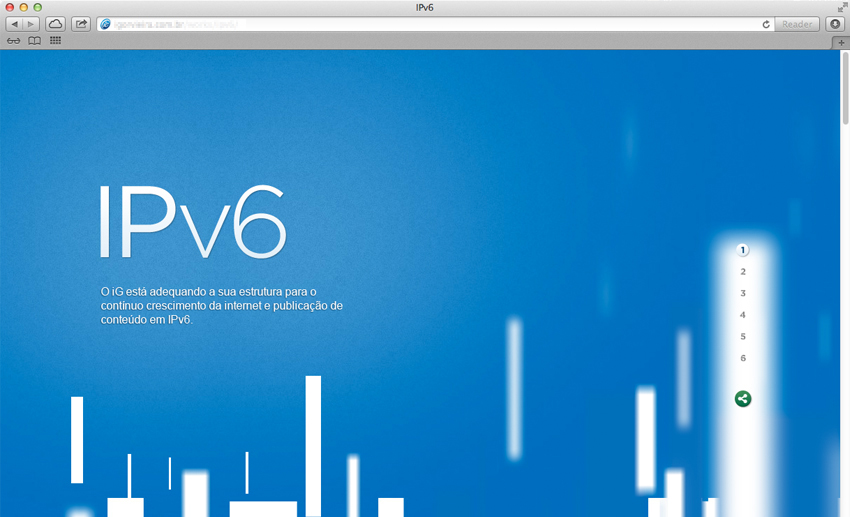 IPv6
Reader
IPv6
O iG está adequando a sua estrutura para o
contínuo crescimento da internet e publicação de
conteúdo em IPv6.
1
2
3
4
5
6